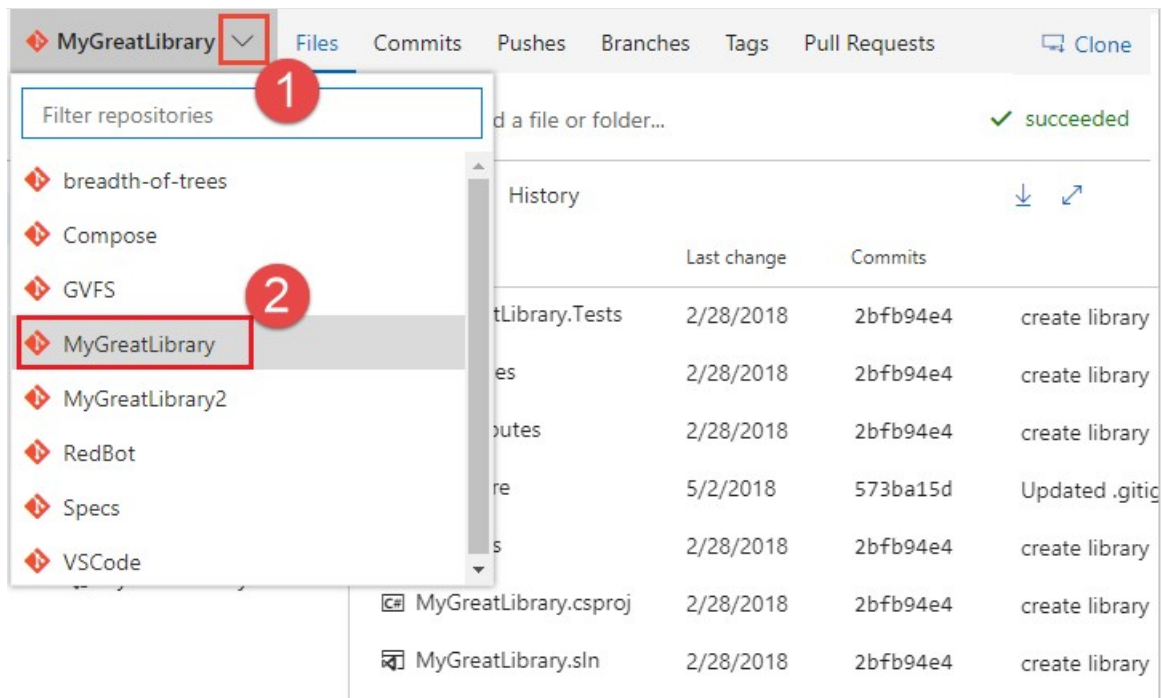 MyGreatLibrary Files Commits Pushes Branches Tags Pull Requests Clone
1
Filter repositories
d a file or folder... succeeded
breadth-of-trees
History
Compose
Last change Commits
GVFS
2
tLibrary.Tests 2/28/2018 2bfb94e4 create library
MyGreatLibrary
es 2/28/2018 2bfb94e4 create library
MyGreatLibrary2
butes 2/28/2018 2bfb94e4 create library
RedBot
re 5/2/2018 573ba15d Updated .gitig
Specs
s 2/28/2018 2bfb94e4 create library
VSCode
C# MyGreatLibrary.csproj 2/28/2018 2bfb94e4 create library
MyGreatLibrary.sln 2/28/2018 2bfb94e4 create library